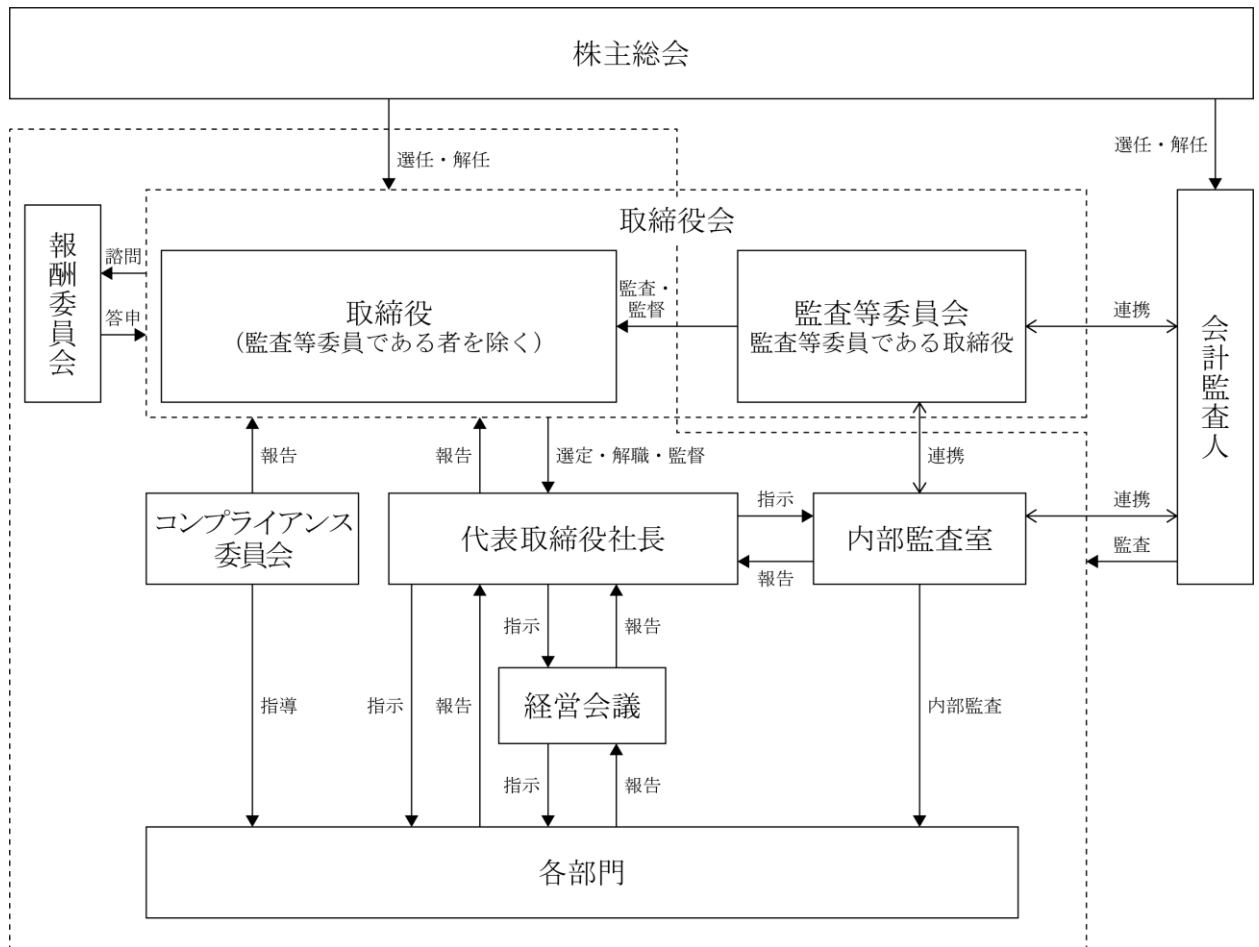 株主総会
選任・解任
選任・解任
取締役会
報酬委員会
諮問
答申
取締役
（監査等委員である者を除く）
監査・
監督
監査等委員会
監査等委員である取締役
連携
会計監査人
報告
報告
選定・解職・監督
連携
コンプライアンス
委員会
代表取締役社長
指示
報告
内部監査室
連携
監査
指示
報告
指導
指示
報告
経営会議
内部監査
指示
報告
各部門